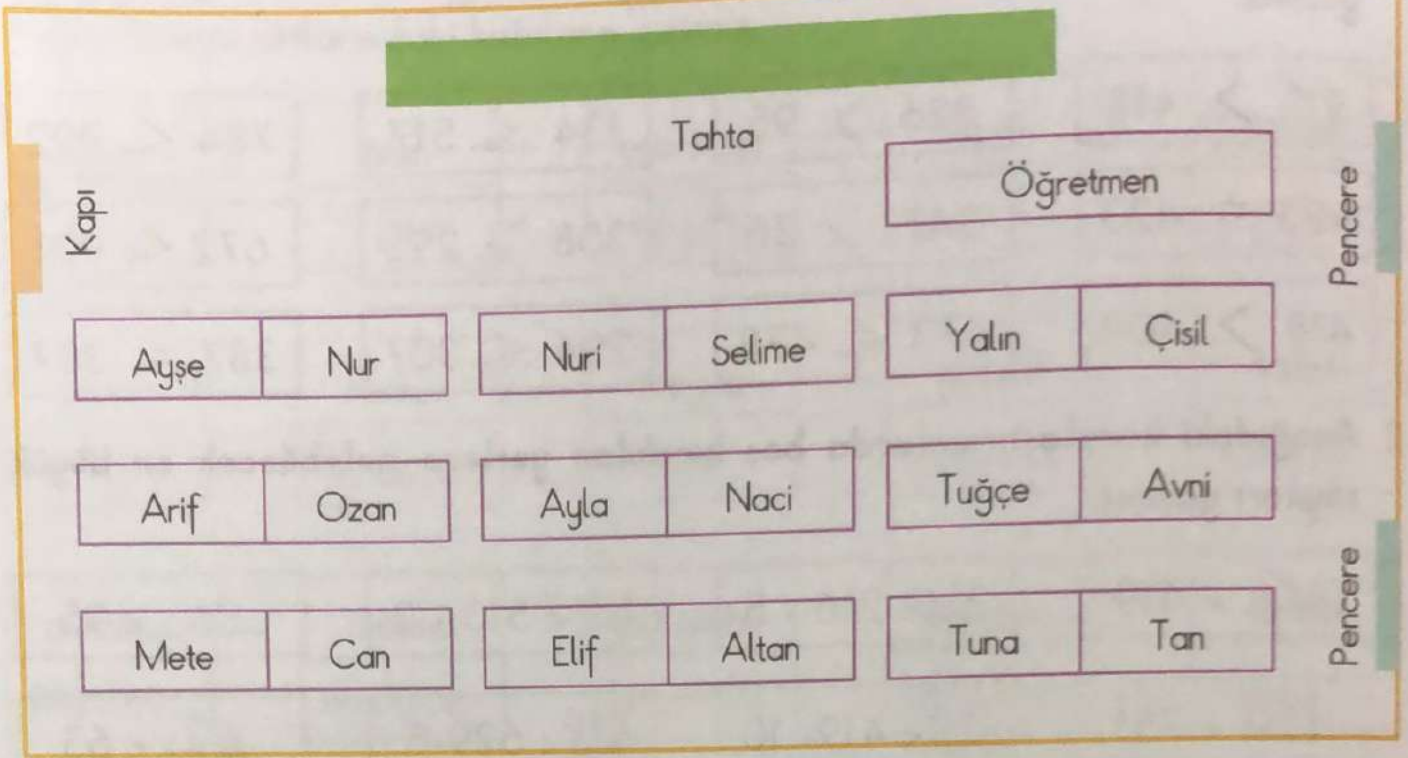 Tahta
Öğretmen
Kapı
Pencere
Ayşe Nur Nuri Selime Yalın Çisil
Arif Ozan Ayla Naci Tuğçe Avni
Mete Can Elif Altan Tuna Tan
Pencere